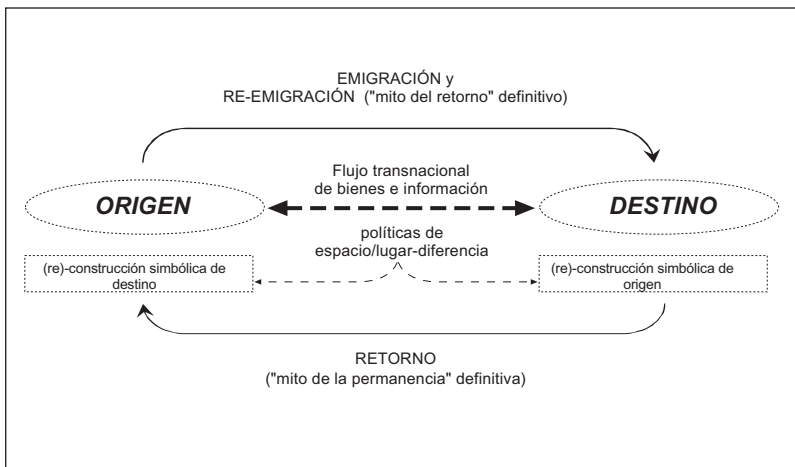 EMIGRACIÓN y
RE-EMIGRACIÓN ("mito del retorno" definitivo)
Flujo transnacional
de bienes e información
ORIGEN
DESTINO
políticas de
espacio/lugar-diferencia
(re)-construcción simbólica de
destino
(re)-construcción simbólica de
origen
RETORNO
("mito de la permanencia" definitiva)